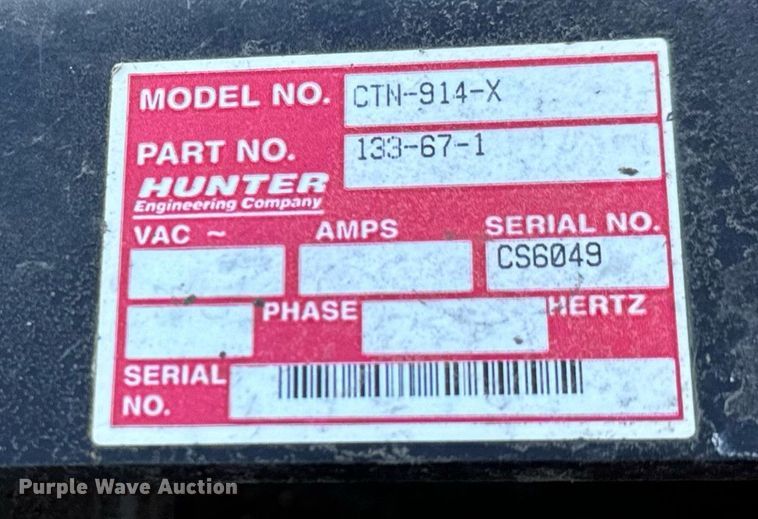 MODEL NO. CTN-914-X
PART NO. 133-67-1
HUNTER
Engineering Company
VAC ~ AMPS SERIAL NO.
CS6049
PHASE HERTZ
SERIAL
NO.
Purple Wave Auction